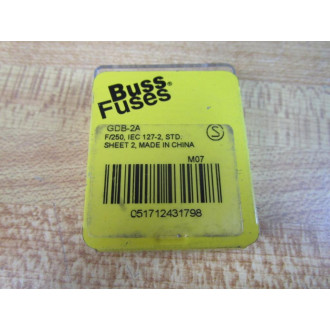 Buss®
Fuses
GDB-2A
F/250, IEC 127-2, STD.
SHEET 2, MADE IN CHINA
S
M07
051712431798